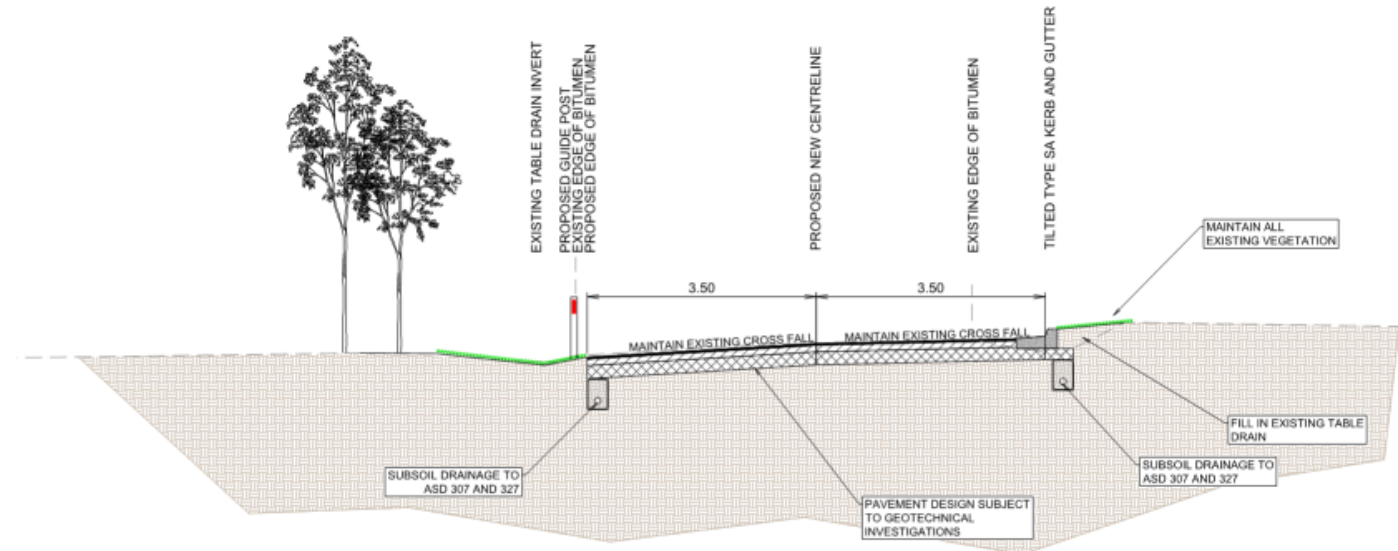 EXISTING TABLE DRAIN INVERT
PROPOSED GUIDE POST
EXISTING EDGE OF BITUMEN
PROPOSED EDGE OF BITUMEN
PROPOSED NEW CENTRELINE
EXISTING EDGE OF BITUMEN
TILTED TYPE SA KERB AND GUTTER
MAINTAIN ALL
EXISTING VEGETATION
3.50
3.50
MAINTAIN EXISTING CROSS FALL
MAINTAIN EXISTING CROSS FALL
FILL IN EXISTING TABLE
DRAIN
SUBSOIL DRAINAGE TO
ASD 307 AND 327
SUBSOIL DRAINAGE TO
ASD 307 AND 327
PAVEMENT DESIGN SUBJECT
TO GEOTECHNICAL
INVESTIGATIONS